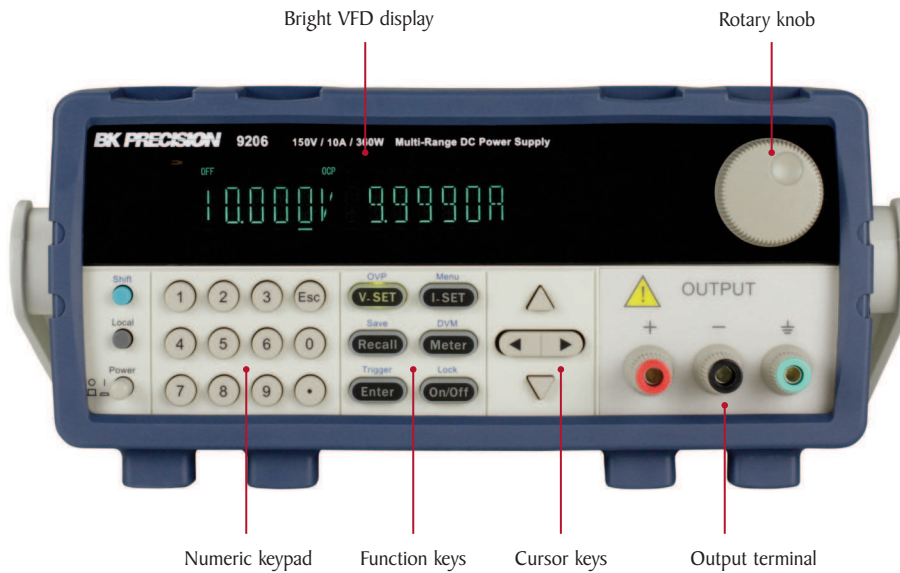 Bright VFD display
Rotary knob
BK PRECISION 9206 150V / 10A / 360W Multi-Range DC Power Supply
OFF OCP
10.000V 9.9990A
Shift
Local
Power
O I
1 2 3 Esc
4 5 6 0
7 8 9 .
OVP Menu
V-SET I-SET
Save DVM
Recall Meter
Trigger Lock
Enter On/Off
OUTPUT
+ −
Numeric keypad
Function keys
Cursor keys
Output terminal